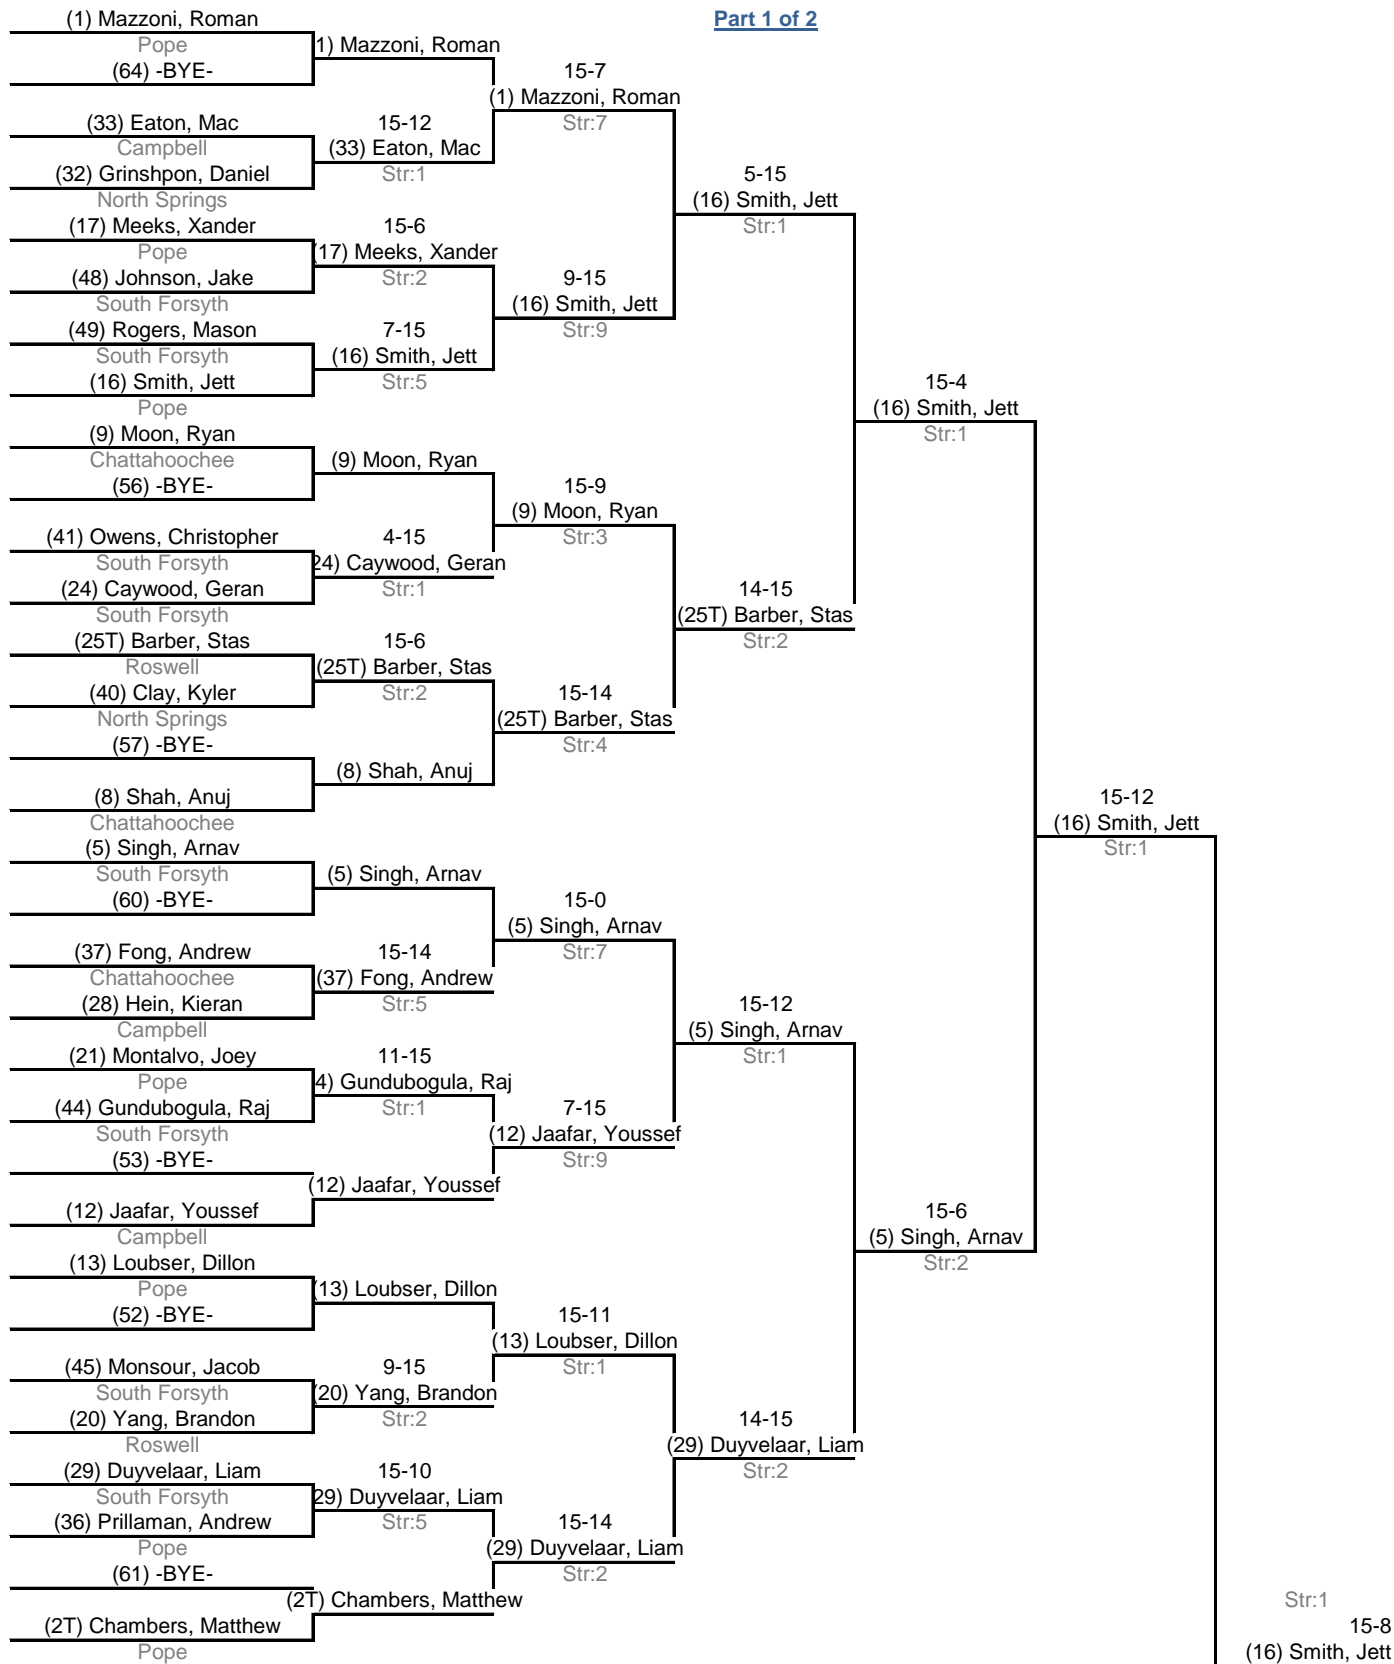 Part 1 of 2
(1) Mazzoni, Roman
Pope
(64) -BYE-
(33) Eaton, Mac
Campbell
(32) Grinshpon, Daniel
North Springs
(17) Meeks, Xander
Pope
(48) Johnson, Jake
South Forsyth
(49) Rogers, Mason
South Forsyth
(16) Smith, Jett
Pope
(9) Moon, Ryan
Chattahoochee
(56) -BYE-
(41) Owens, Christopher
South Forsyth
(24) Caywood, Geran
South Forsyth
(25T) Barber, Stas
Roswell
(40) Clay, Kyler
North Springs
(57) -BYE-
(8) Shah, Anuj
Chattahoochee
(5) Singh, Arnav
South Forsyth
(60) -BYE-
(37) Fong, Andrew
Chattahoochee
(28) Hein, Kieran
Campbell
(21) Montalvo, Joey
Pope
(44) Gundubogula, Raj
South Forsyth
(53) -BYE-
(12) Jaafar, Youssef
Campbell
(13) Loubser, Dillon
Pope
(52) -BYE-
(45) Monsour, Jacob
South Forsyth
(20) Yang, Brandon
Roswell
(29) Duyvelaar, Liam
South Forsyth
(36) Prillaman, Andrew
Pope
(61) -BYE-
(2T) Chambers, Matthew
Pope
1) Mazzoni, Roman
15-12
(33) Eaton, Mac
Str:1
15-6
(17) Meeks, Xander
Str:2
7-15
(16) Smith, Jett
Str:5
(9) Moon, Ryan
4-15
24) Caywood, Geran
Str:1
15-6
(25T) Barber, Stas
Str:2
(8) Shah, Anuj
(5) Singh, Arnav
15-14
(37) Fong, Andrew
Str:5
11-15
4) Gundubogula, Raj
Str:1
(12) Jaafar, Youssef
(13) Loubser, Dillon
9-15
(20) Yang, Brandon
Str:2
15-10
29) Duyvelaar, Liam
Str:5
(2T) Chambers, Matthew
15-7
(1) Mazzoni, Roman
Str:7
9-15
(16) Smith, Jett
Str:9
15-9
(9) Moon, Ryan
Str:3
15-14
(25T) Barber, Stas
Str:4
15-0
(5) Singh, Arnav
Str:7
7-15
(12) Jaafar, Youssef
Str:9
15-11
(13) Loubser, Dillon
Str:1
15-14
(29) Duyvelaar, Liam
Str:2
5-15
(16) Smith, Jett
Str:1
14-15
(25T) Barber, Stas
Str:2
15-12
(5) Singh, Arnav
Str:1
14-15
(29) Duyvelaar, Liam
Str:2
15-4
(16) Smith, Jett
Str:1
15-6
(5) Singh, Arnav
Str:2
15-12
(16) Smith, Jett
Str:1
Str:1
15-8
(16) Smith, Jett